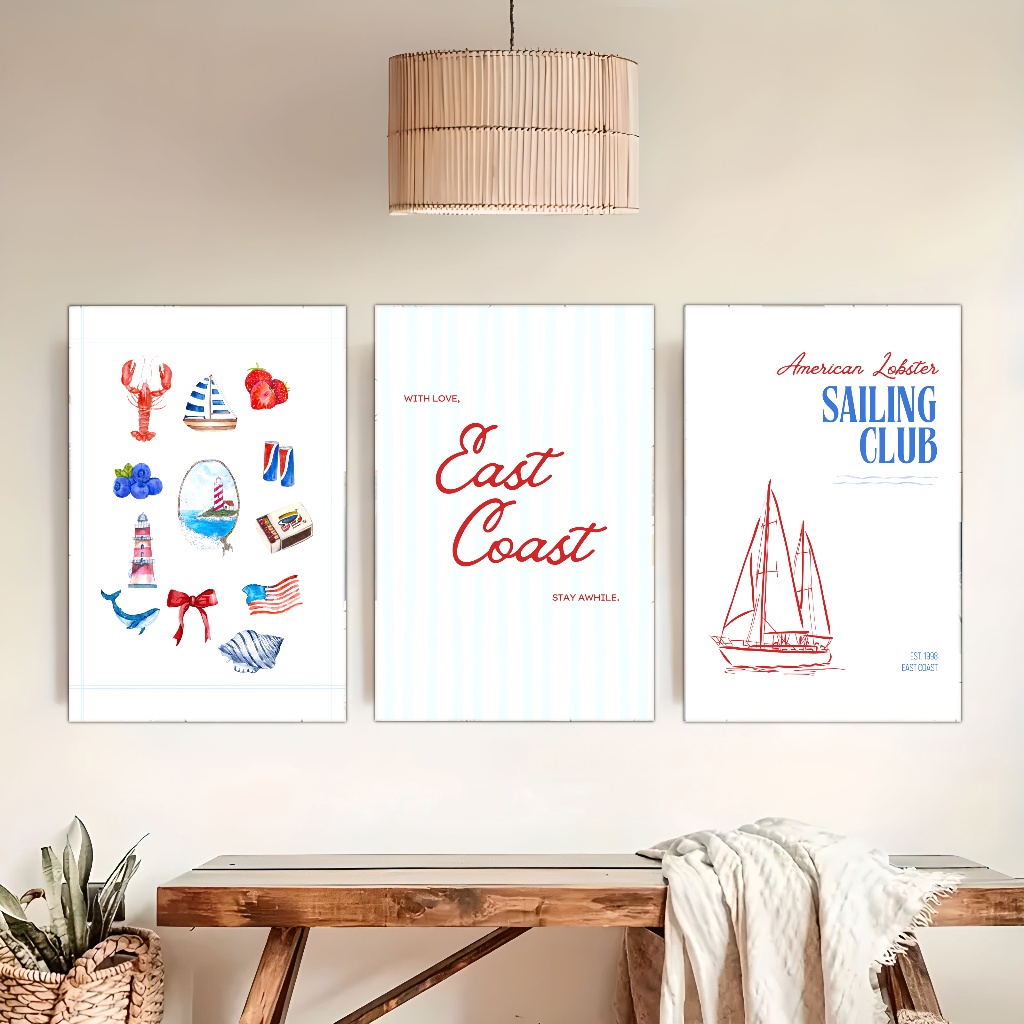 WITH LOVE,
East
Coast
STAY AWHILE.
American Lobster
SAILING
CLUB
EST. 1998
EAST COAST